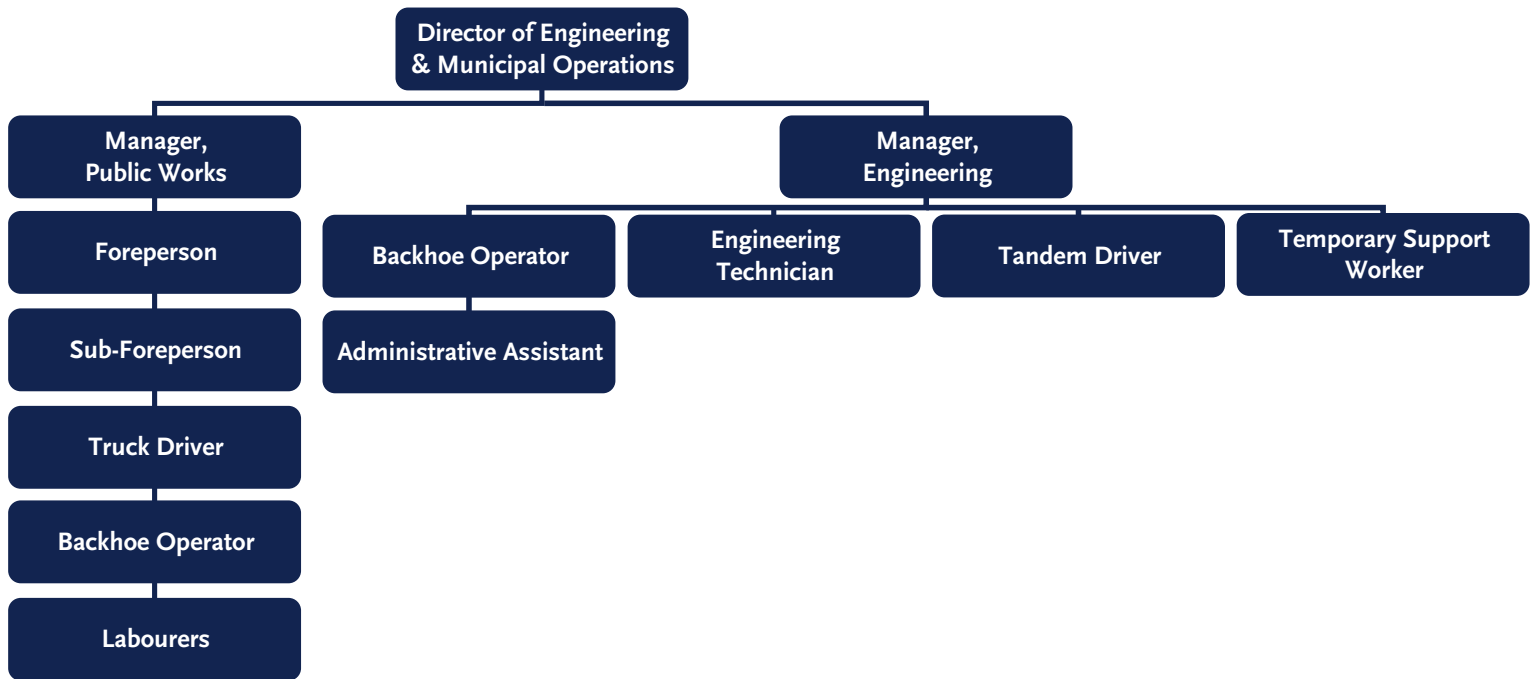 Director of Engineering
& Municipal Operations
Manager,
Public Works
Manager,
Engineering
Foreperson
Backhoe Operator
Engineering
Technician
Tandem Driver
Temporary Support
Worker
Sub-Foreperson
Administrative Assistant
Truck Driver
Backhoe Operator
Labourers